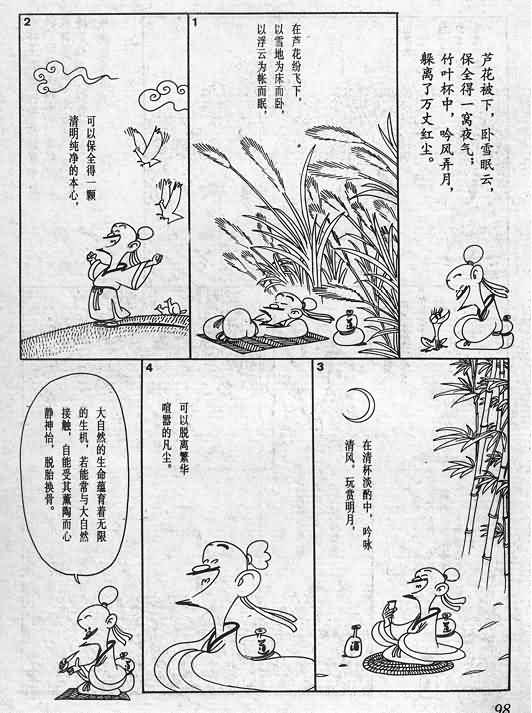 芦花被下，卧雪眠云，
保全得一窝夜气；
竹叶杯中，吟风弄月，
躲离了万丈红尘。
1
在芦花纷飞下，
以雪地为床而卧，
以浮云为帐而眠，
2
可以保全得一颗
清明纯净的本心，
3
在清杯淡酌中，吟咏
清风，玩赏明月，
酒
道
4
可以脱离繁华
喧嚣的凡尘。
大自然的生命蕴育着无限
的生机，若能常与大自然
接触，自能受其薰陶而心
静神怡，脱胎换骨。
98